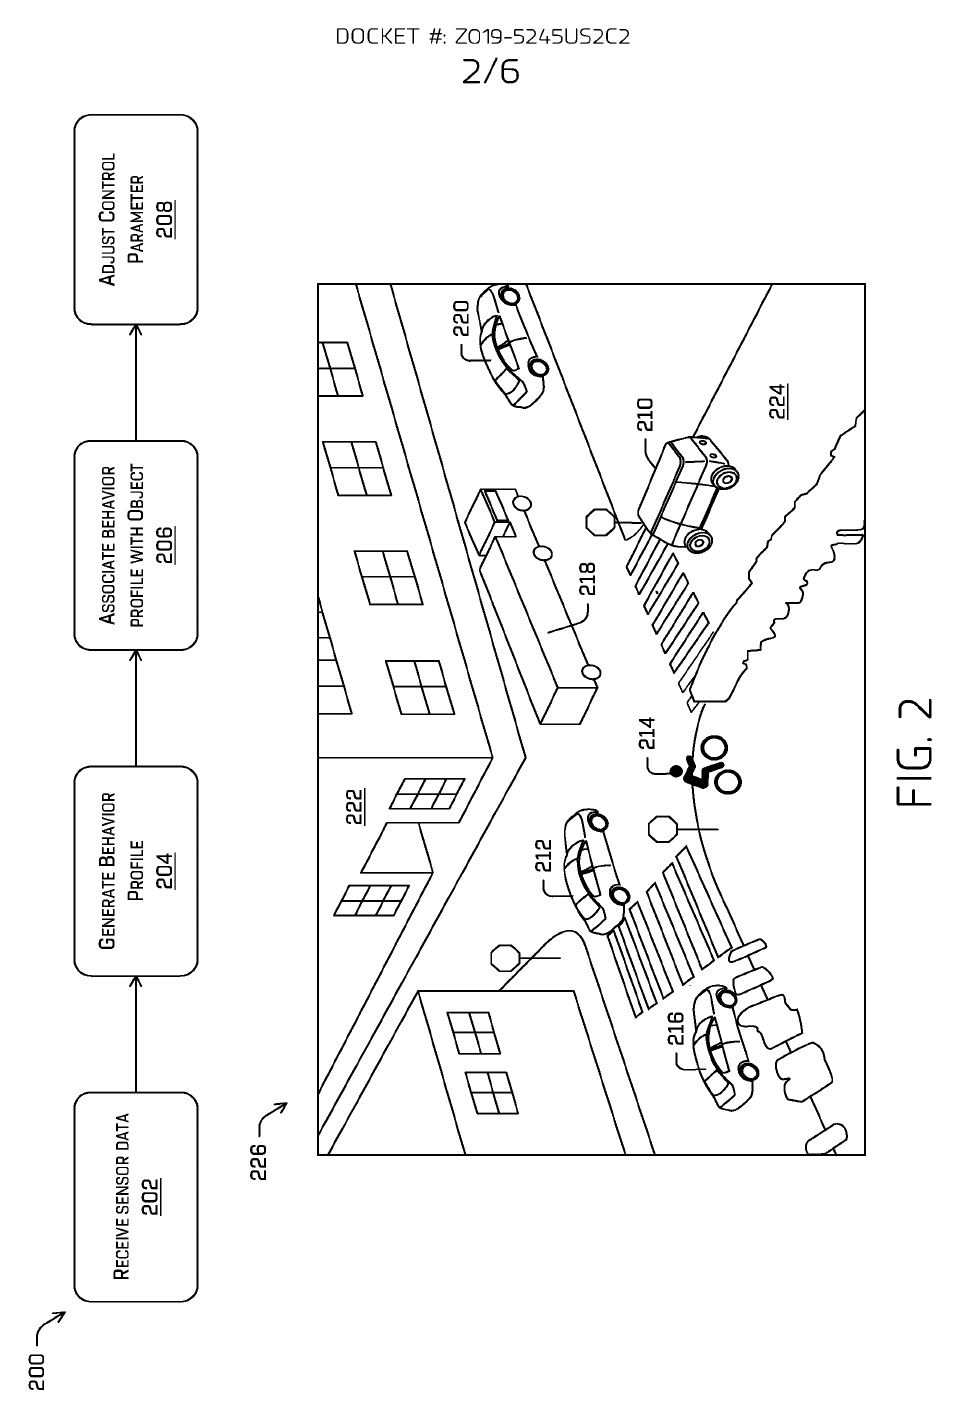 DOCKET #: Z019-5245US2C2
2/6
200
RECEIVE SENSOR DATA
202
GENERATE BEHAVIOR
PROFILE
204
ASSOCIATE BEHAVIOR
PROFILE WITH OBJECT
206
ADJUST CONTROL
PARAMETER
208
226
222
220
218
216
212
214
210
224
FIG. 2